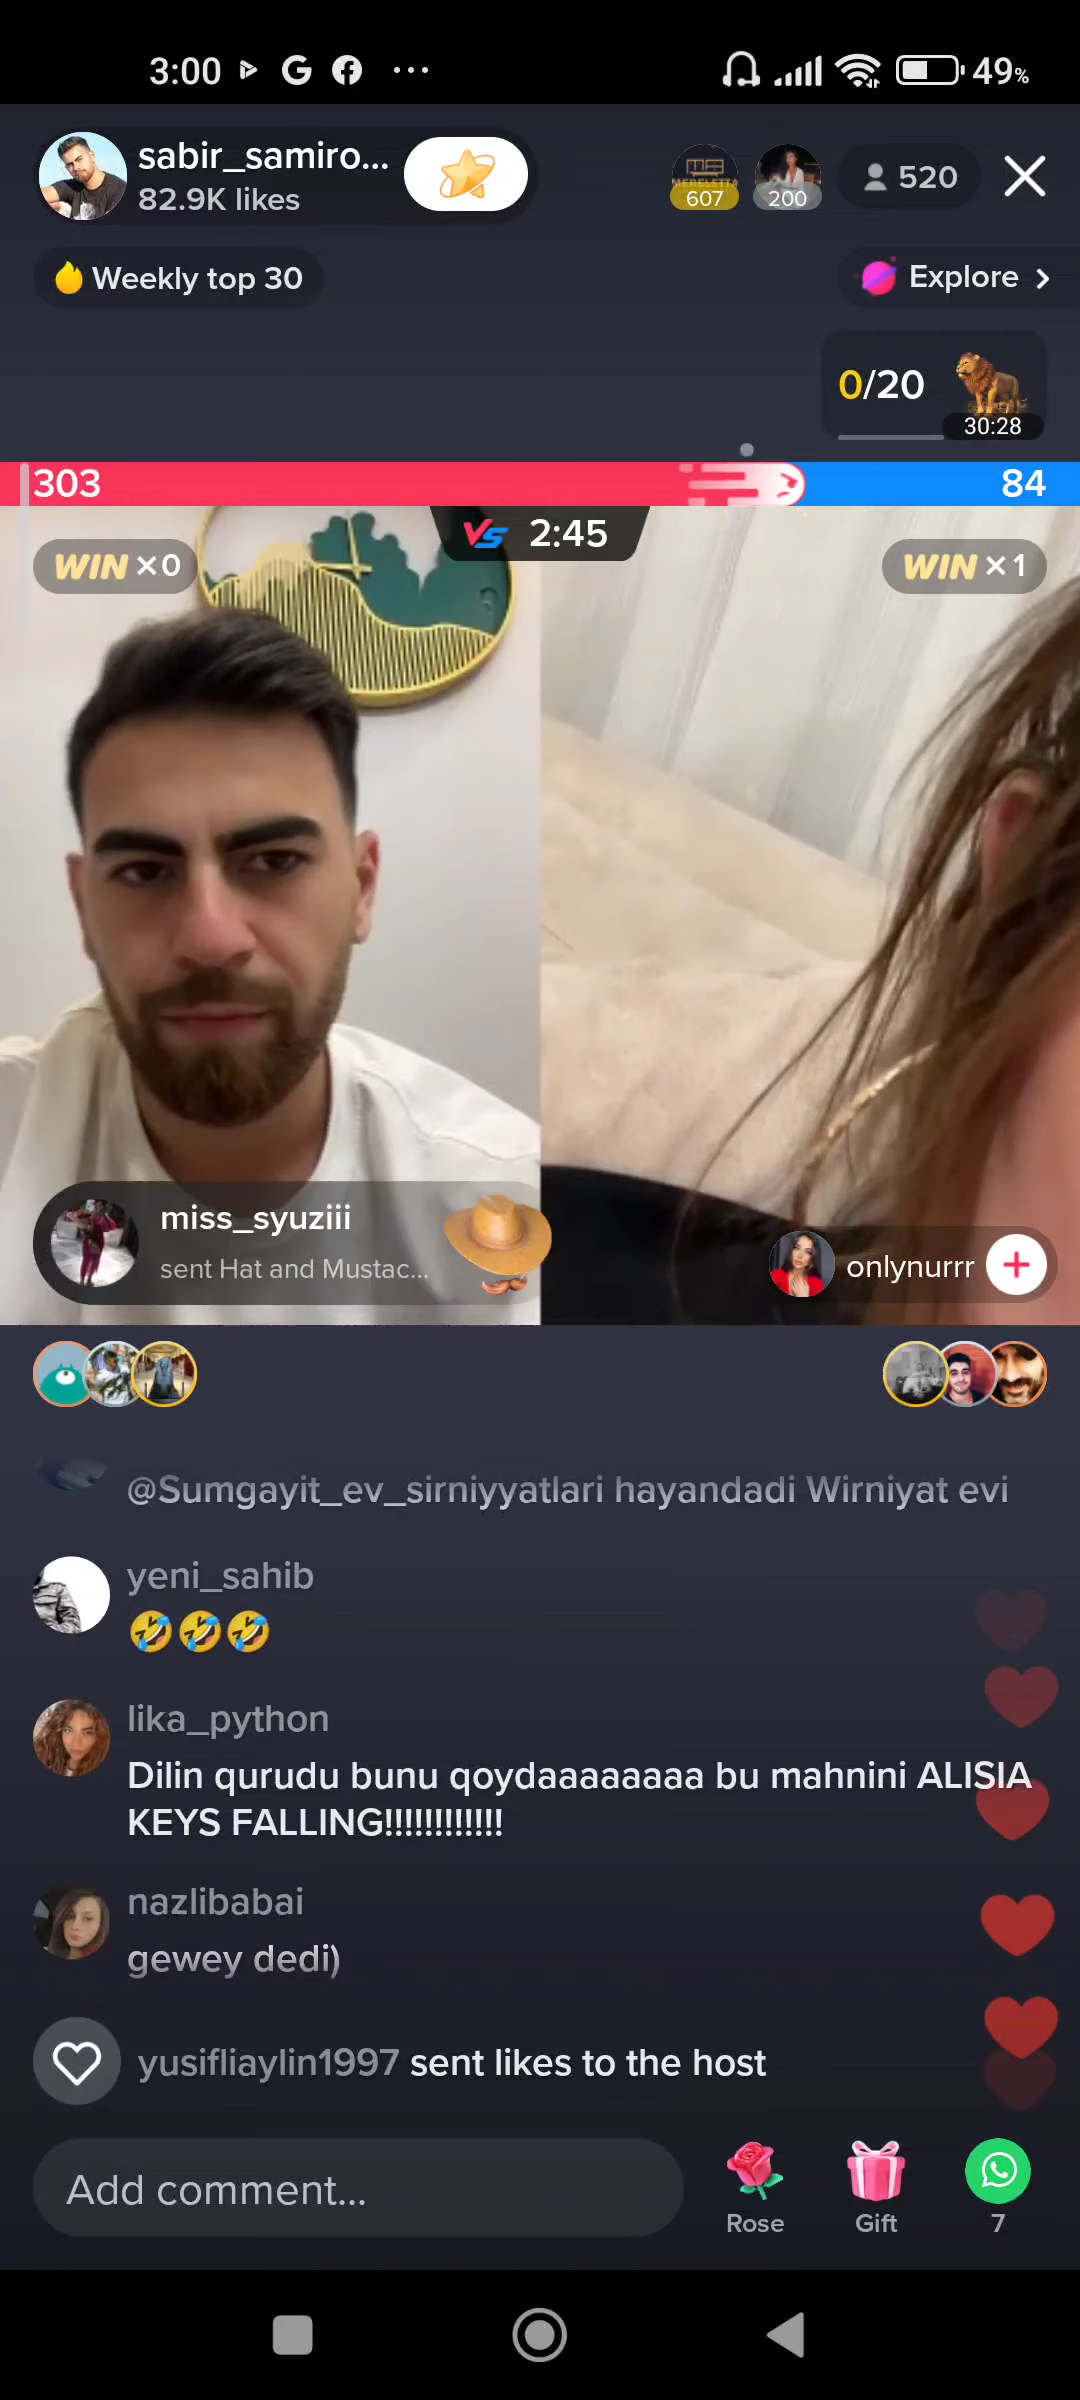 3:00
49%
sabir_samiro...
82.9K likes
607
200
520
Weekly top 30
Explore
0/20
30:28
303
84
VS 2:45
WIN ×0
WIN ×1
miss_syuziii
sent Hat and Mustac...
onlynurrr
@Sumgayit_ev_sirniyyatlari hayandadi Wirniyat evi
yeni_sahib
🤣🤣🤣
lika_python
Dilin qurudu bunu qoydaaaaaaaa bu mahnini ALISIA
KEYS FALLING!!!!!!!!!!!!
nazlibabai
gewey dedi)
yusifliaylin1997 sent likes to the host
Add comment...
Rose
Gift
7